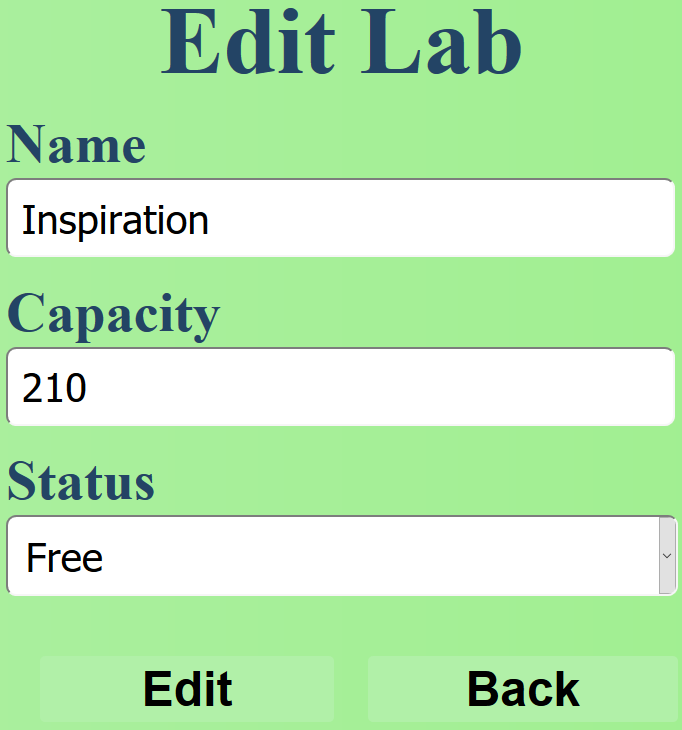 Edit Lab
Name
Inspiration
Capacity
210
Status
Free
Edit Back